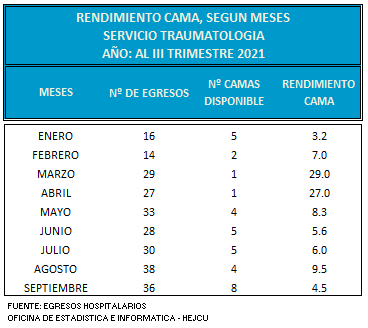 RENDIMIENTO CAMA, SEGUN MESES
SERVICIO TRAUMATOLOGIA
AÑO: AL III TRIMESTRE 2021
MESES Nº DE EGRESOS Nº CAMAS DISPONIBLE RENDIMIENTO CAMA
ENERO 16 5 3.2
FEBRERO 14 2 7.0
MARZO 29 1 29.0
ABRIL 27 1 27.0
MAYO 33 4 8.3
JUNIO 28 5 5.6
JULIO 30 5 6.0
AGOSTO 38 4 9.5
SEPTIEMBRE 36 8 4.5
FUENTE: EGRESOS HOSPITALARIOS
OFICINA DE ESTADISTICA E INFORMATICA - HEJCU